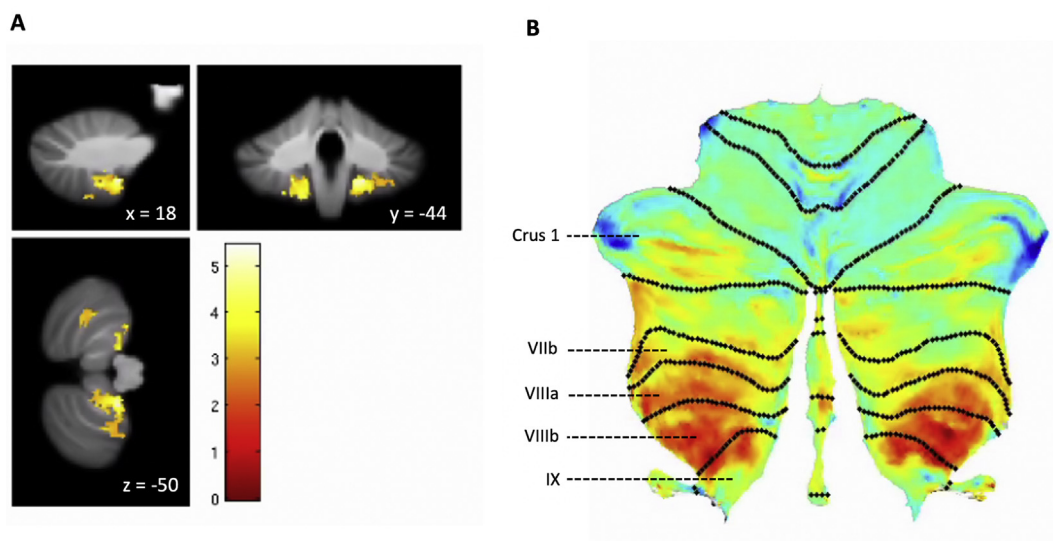 A
B
x = 18
y = -44
z = -50
5
4
3
2
1
0
Crus 1
VIIb
VIIIa
VIIIb
IX